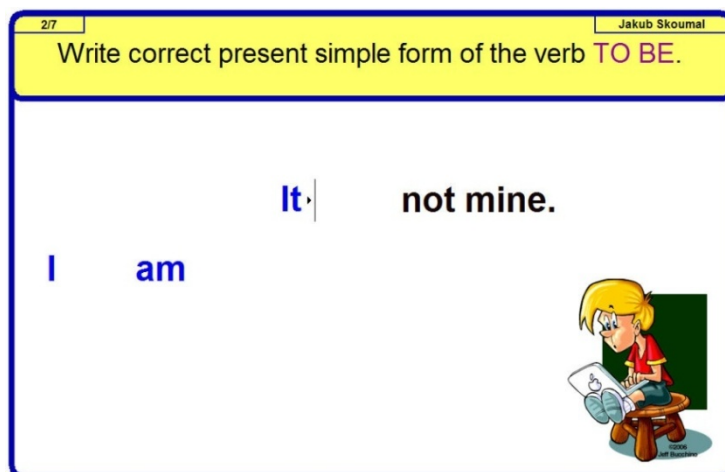 2/7
Jakub Skoumal
Write correct present simple form of the verb TO BE.
It not mine.
I am
©2006
Jeff Bucchino